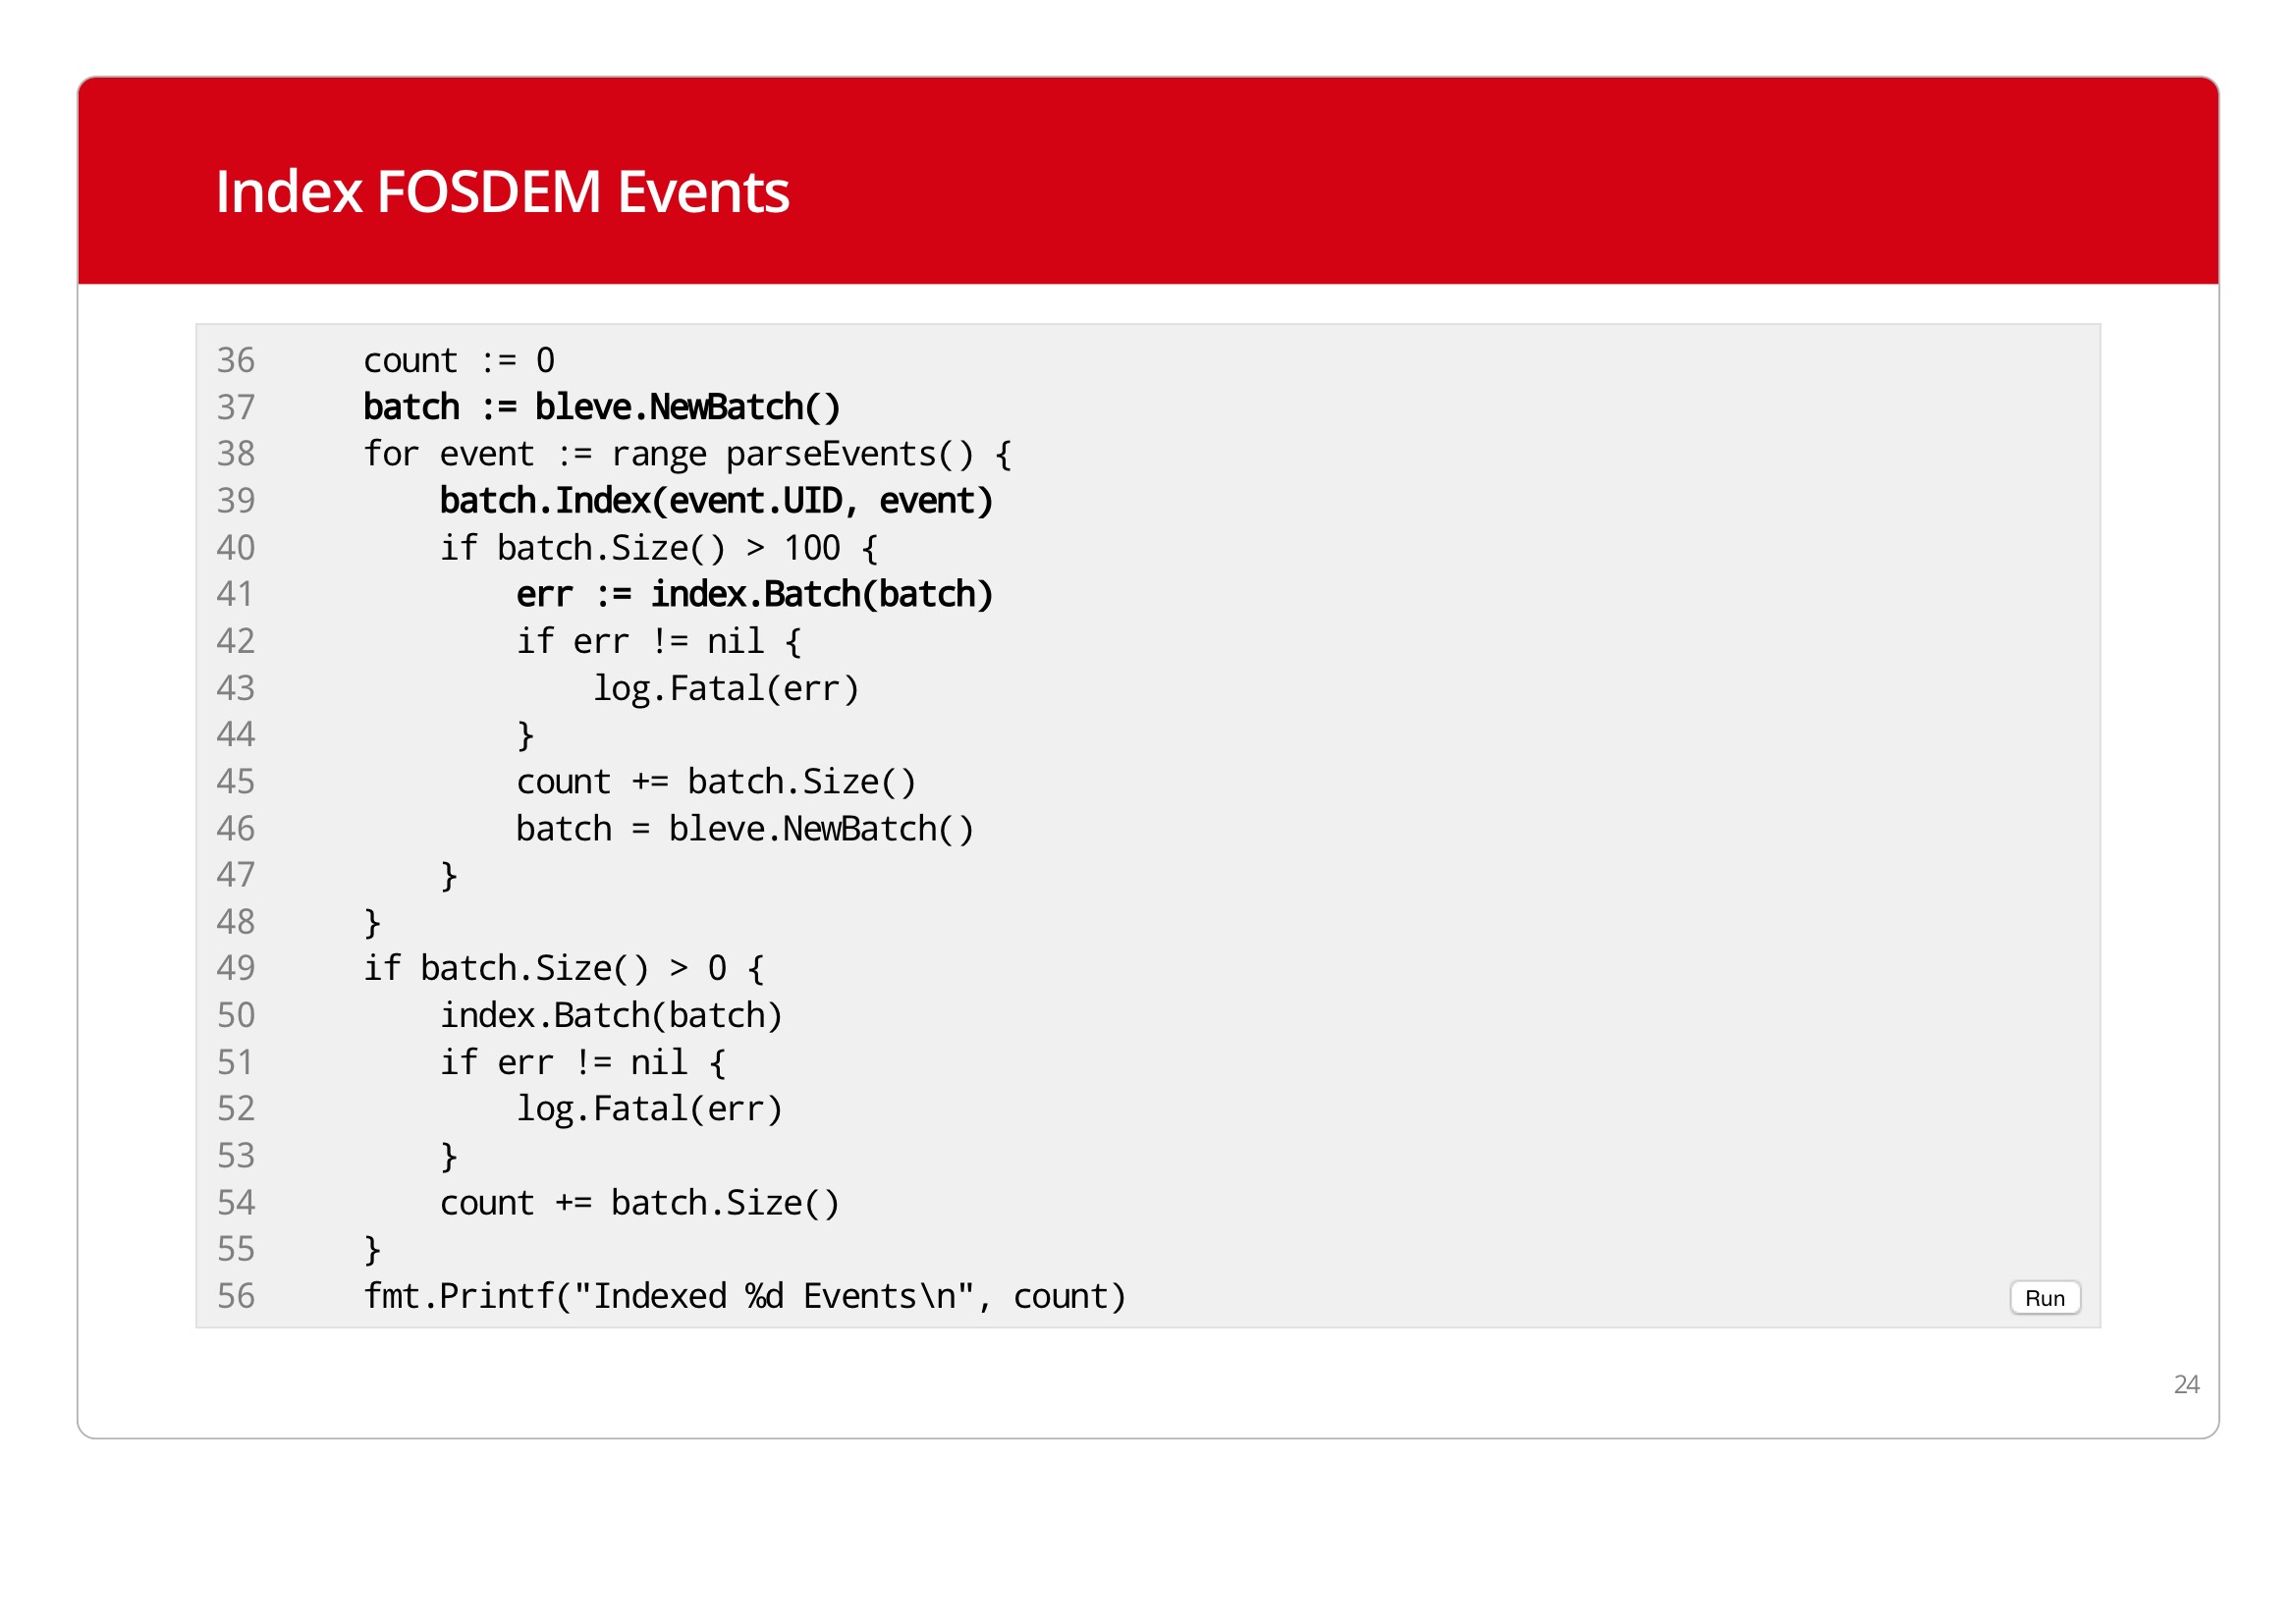 Index FOSDEM Events
36 count := 0
37 batch := bleve.NewBatch()
38 for event := range parseEvents() {
39 batch.Index(event.UID, event)
40 if batch.Size() > 100 {
41 err := index.Batch(batch)
42 if err != nil {
43 log.Fatal(err)
44 }
45 count += batch.Size()
46 batch = bleve.NewBatch()
47 }
48 }
49 if batch.Size() > 0 {
50 index.Batch(batch)
51 if err != nil {
52 log.Fatal(err)
53 }
54 count += batch.Size()
55 }
56 fmt.Printf("Indexed %d Events\n", count)
Run
24